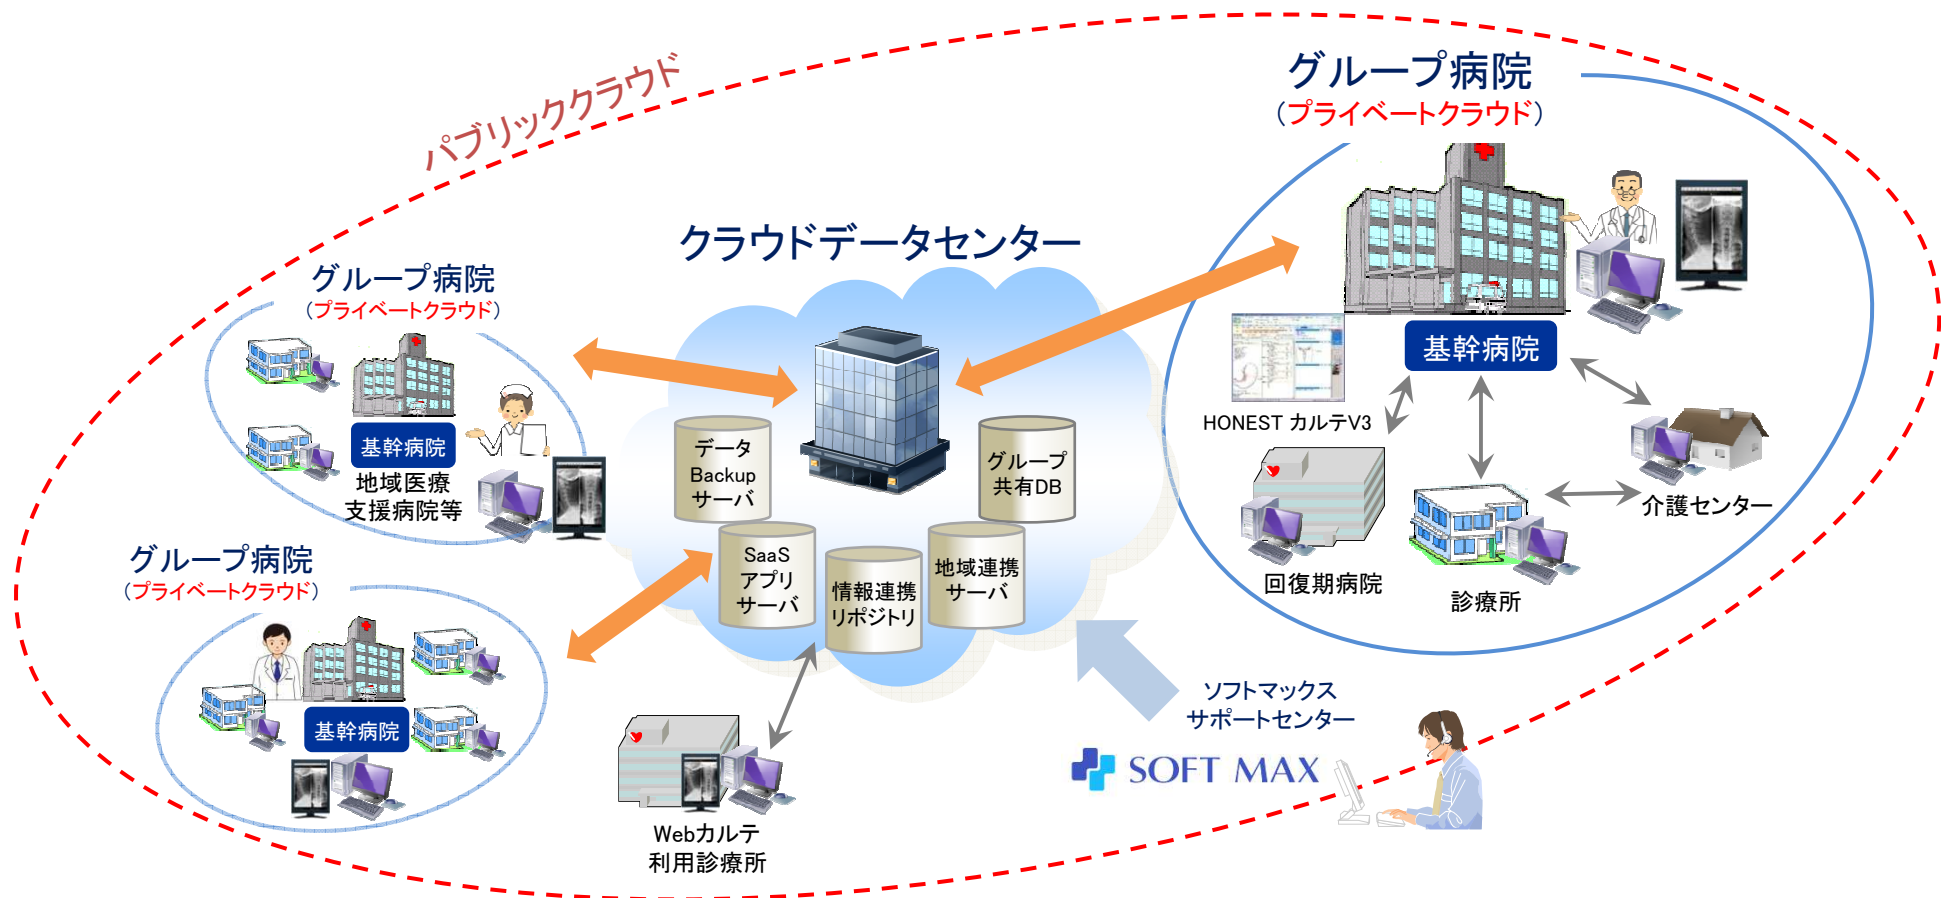 パブリッククラウド
グループ病院
（プライベートクラウド）
基幹病院
HONEST カルテV3
回復期病院
診療所
介護センター
クラウドデータセンター
データ
Backup
サーバ
グループ
共有DB
SaaS
アプリ
サーバ
情報連携
リポジトリ
地域連携
サーバ
グループ病院
（プライベートクラウド）
基幹病院
地域医療
支援病院等
グループ病院
（プライベートクラウド）
基幹病院
Webカルテ
利用診療所
ソフトマックス
サポートセンター
SOFT MAX